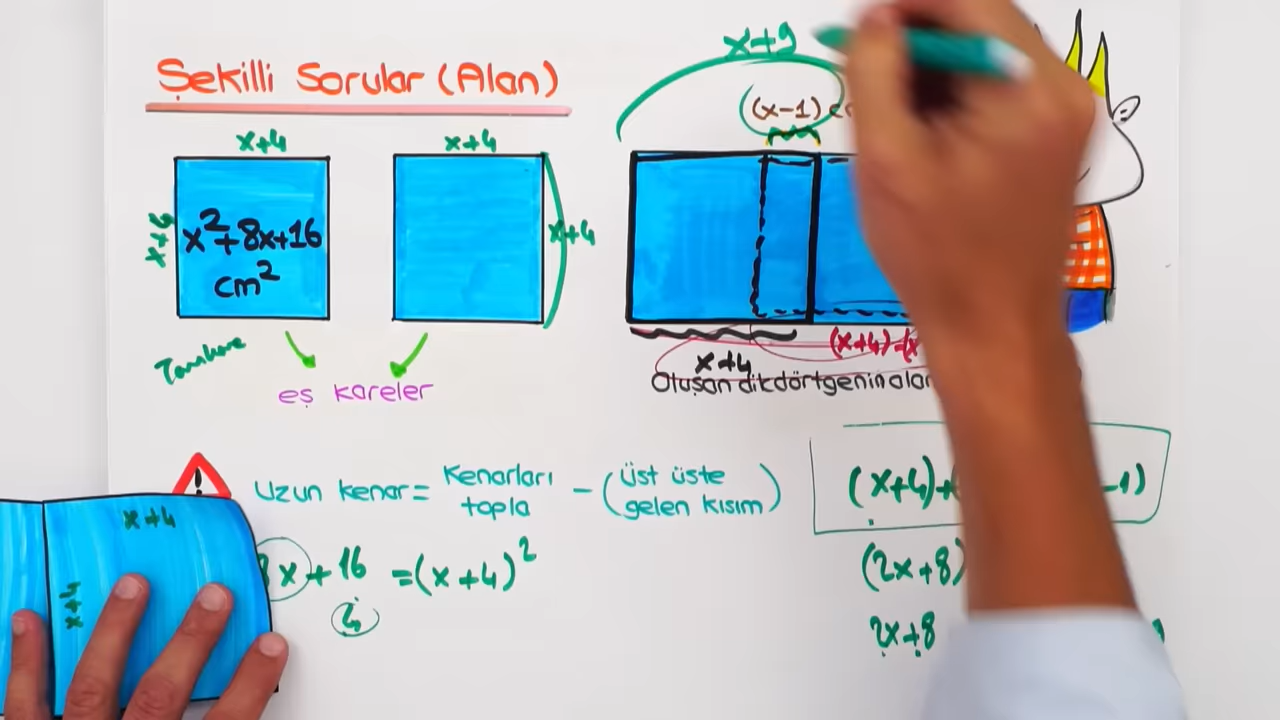 Şekilli Sorular (Alan)
x+4
x+4
x+9
(x-1)
x+4
x²+8x+16
cm²
x+4
x+4
(x+4)-(x
Oluşan dikdörtgenin alan
eş kareler
Uzun kenar = Kenarları topla - (üst üste gelen kısım)
x+4
x+4
x+16 =(x+4)²
4
(x+4)+
-1)
(2x+8)
2x+8